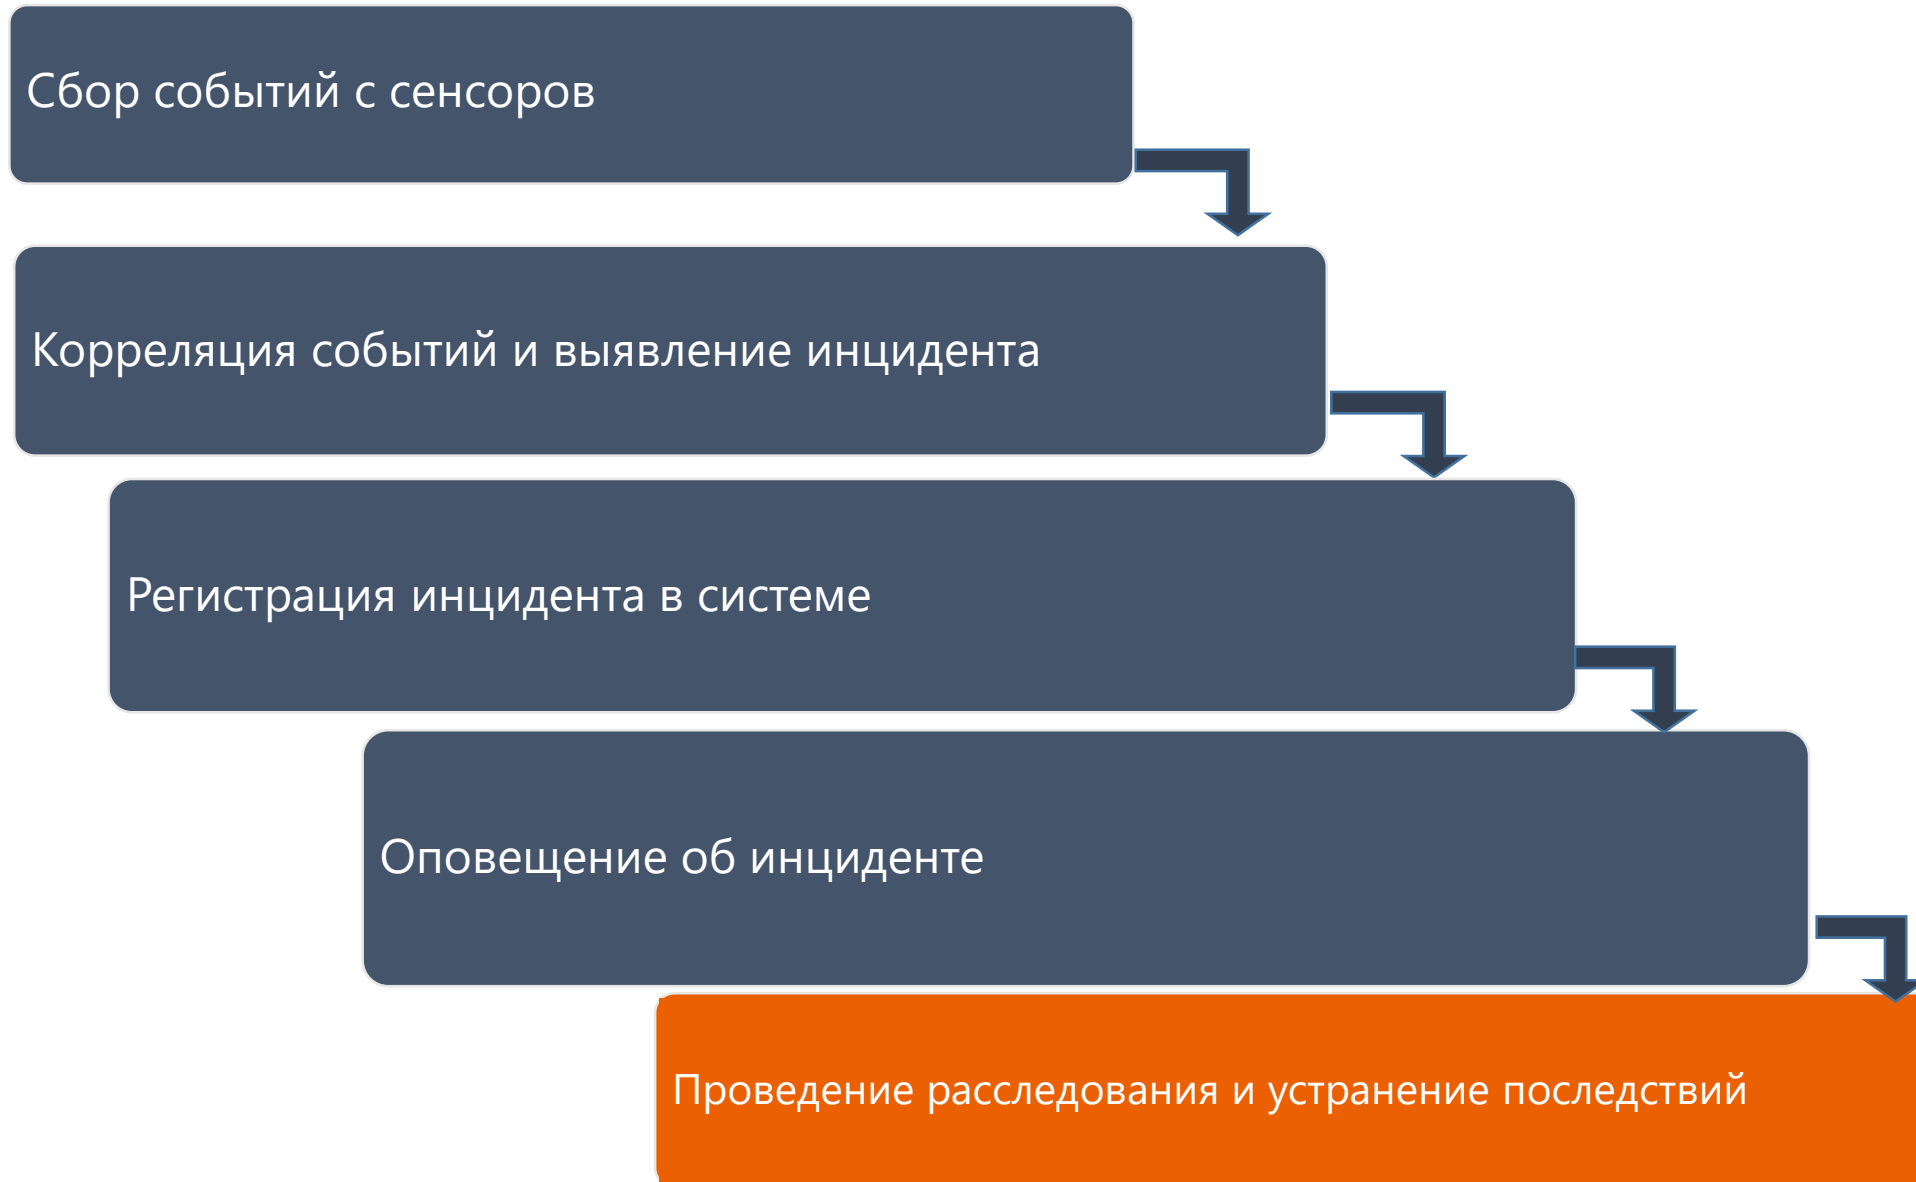 Сбор событий с сенсоров
Корреляция событий и выявление инцидента
Регистрация инцидента в системе
Оповещение об инциденте
Проведение расследования и устранение последствий